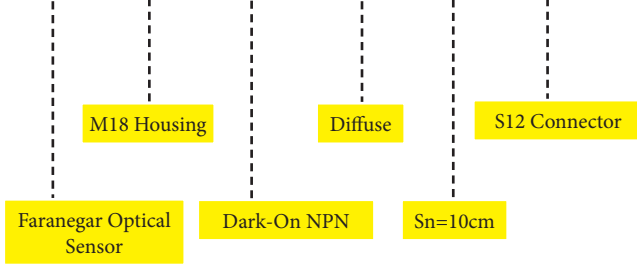 M18 Housing
Diffuse
S12 Connector
Faranegar Optical
Sensor
Dark-On NPN
Sn=10cm